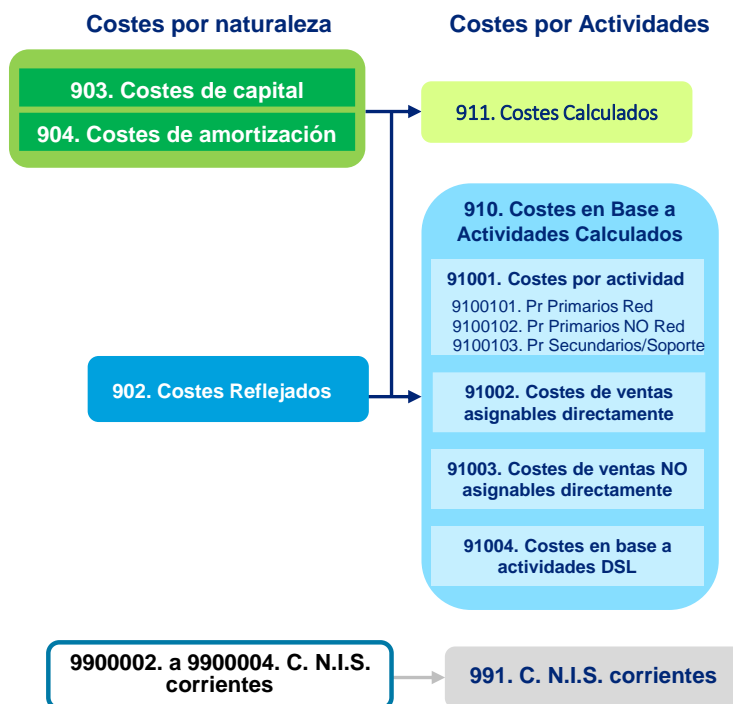 Costes por naturaleza
Costes por Actividades
903. Costes de capital
904. Costes de amortización
911. Costes Calculados
910. Costes en Base a
Actividades Calculados
91001. Costes por actividad
9100101. Pr Primarios Red
9100102. Pr Primarios NO Red
9100103. Pr Secundarios/Soporte
902. Costes Reflejados
91002. Costes de ventas
asignables directamente
91003. Costes de ventas NO
asignables directamente
91004. Costes en base a
actividades DSL
9900002. a 9900004. C. N.I.S.
corrientes
991. C. N.I.S. corrientes